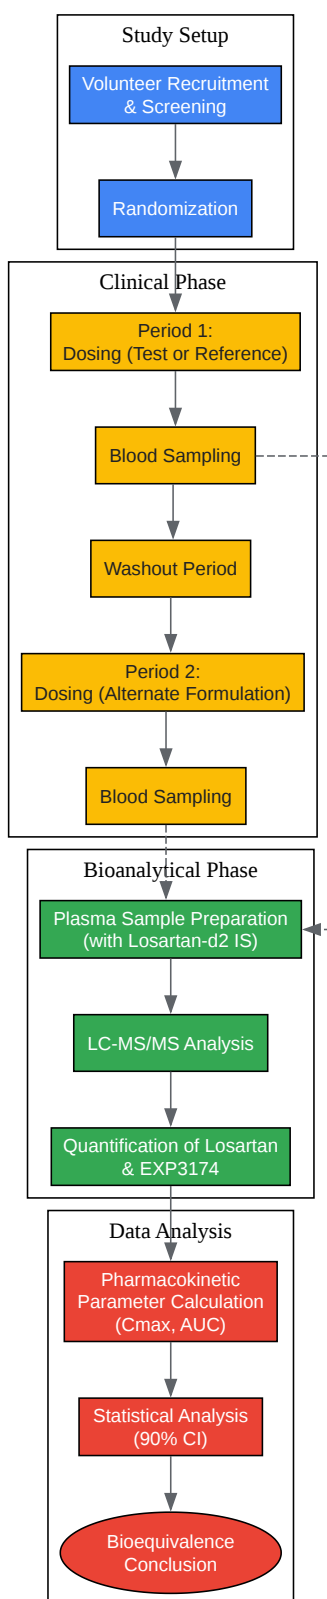 Study Setup
Volunteer Recruitment
& Screening
Randomization
Clinical Phase
Period 1:
Dosing (Test or Reference)
Blood Sampling
Washout Period
Period 2:
Dosing (Alternate Formulation)
Blood Sampling
Bioanalytical Phase
Plasma Sample Preparation
(with Losartan-d2 IS)
LC-MS/MS Analysis
Quantification of Losartan
& EXP3174
Data Analysis
Pharmacokinetic
Parameter Calculation
(Cmax, AUC)
Statistical Analysis
(90% CI)
Bioequivalence
Conclusion